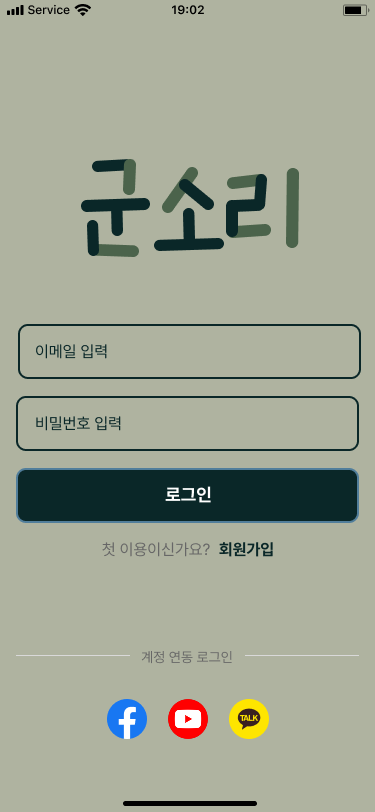 Service 19:02
군소리
이메일 입력
비밀번호 입력
로그인
첫 이용이신가요? 회원가입
계정 연동 로그인
TALK